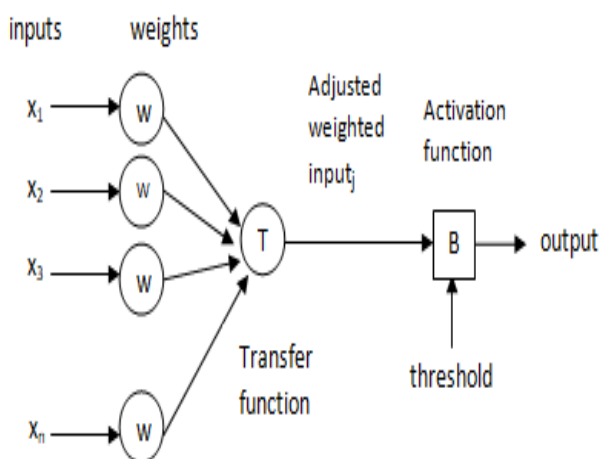 inputs weights
x₁ W
x₂ W
x₃ W
xₙ W
T
Transfer
function
Adjusted
weighted
inputⱼ
Activation
function
B
output
threshold